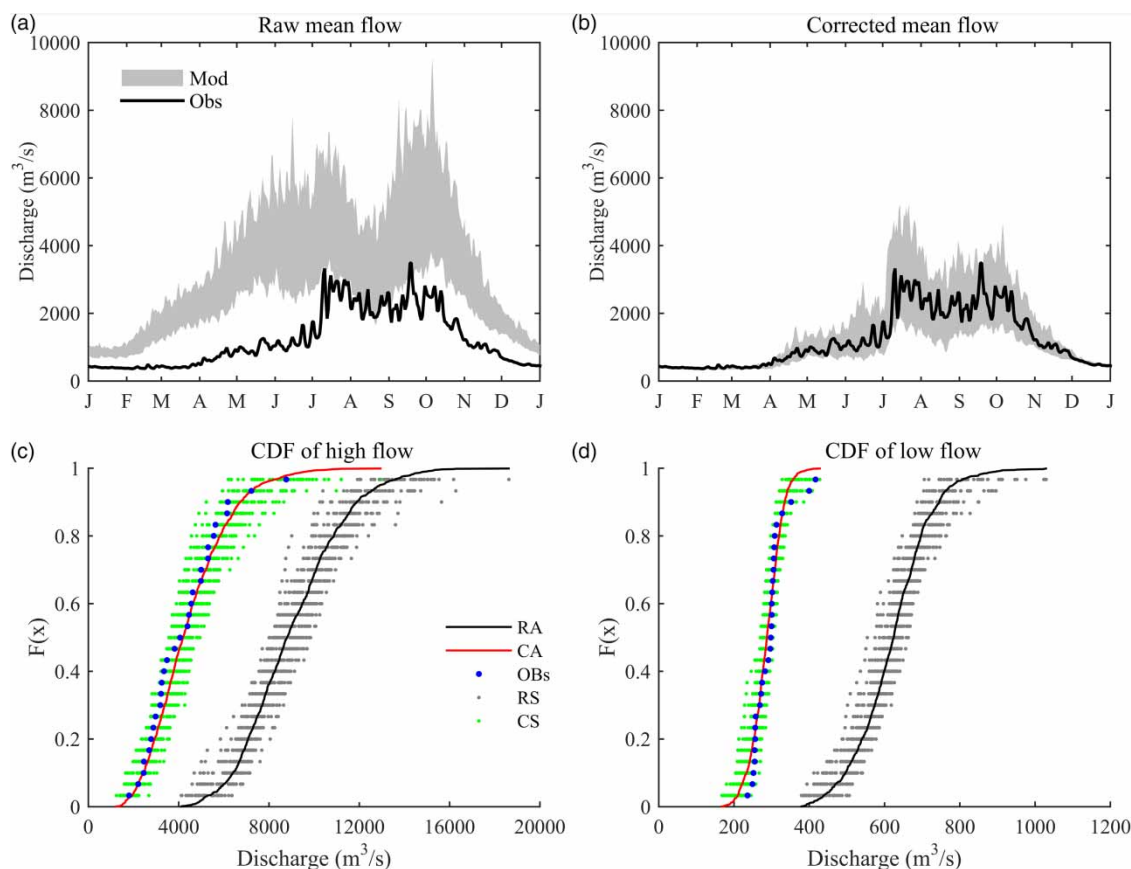 (a) Raw mean flow
10000
8000
6000
4000
2000
0
Discharge (m³/s)
Mod
Obs
J F M A M J J A S O N D J
(b) Corrected mean flow
10000
8000
6000
4000
2000
0
Discharge (m³/s)
J F M A M J J A S O N D J
(c) CDF of high flow
1
0.8
0.6
0.4
0.2
0
F(x)
RA
CA
OBs
RS
CS
0 4000 8000 12000 16000 20000
Discharge (m³/s)
(d) CDF of low flow
1
0.8
0.6
0.4
0.2
0
F(x)
0 200 400 600 800 1000 1200
Discharge (m³/s)